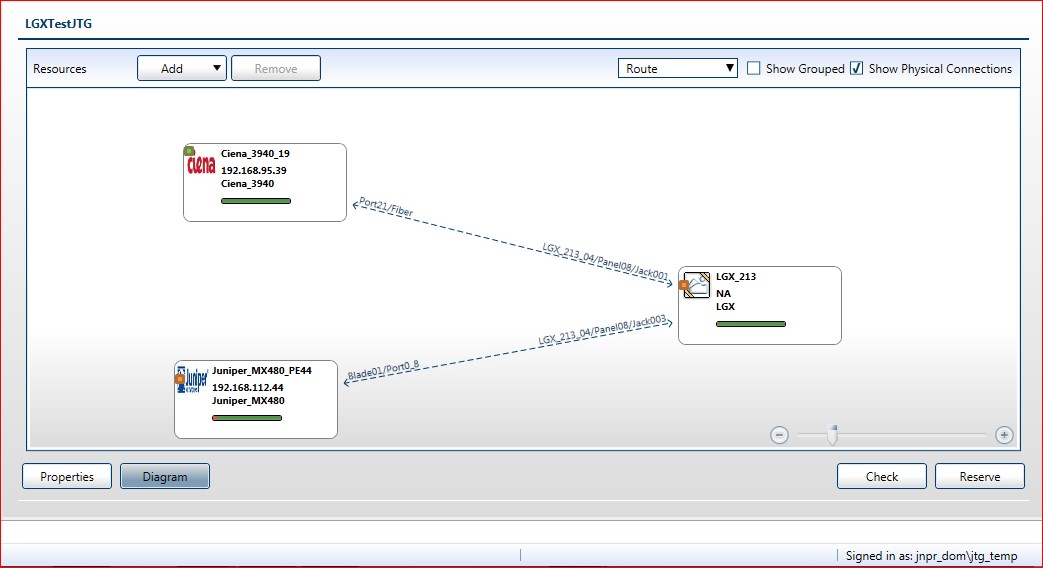 LGXTestJTG
Resources Add Remove Route Show Grouped Show Physical Connections
Ciena_3940_19
ciena
192.168.95.39
Ciena_3940
Port21/Fiber
LGX_213_04/Panel08/Jack001
LGX_213
NA
LGX
LGX_213_04/Panel08/Jack003
Blade01/Port0_8
Juniper_MX480_PE44
Juniper
192.168.112.44
Juniper_MX480
Properties Diagram Check Reserve
Signed in as: jnpr_dom\jtg_temp